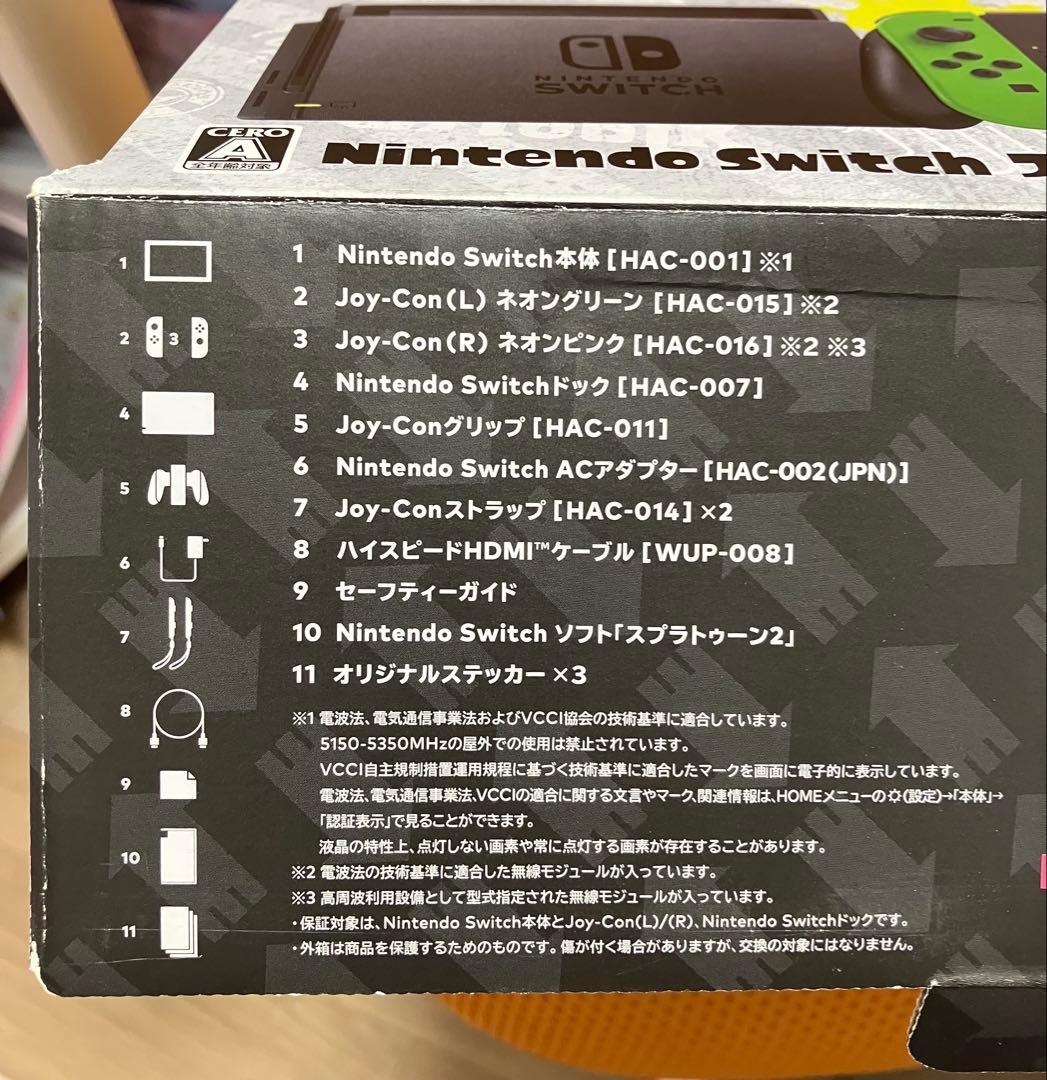 NINTENDO
SWITCH
CERO
A
全年齢対象
Nintendo Switch
1
2 3
4
5
6
7
8
9
10
11
1 Nintendo Switch本体 [HAC-001] ※1
2 Joy-Con(L) ネオングリーン [HAC-015] ※2
3 Joy-Con(R) ネオンピンク [HAC-016] ※2 ※3
4 Nintendo Switchドック [HAC-007]
5 Joy-Conグリップ [HAC-011]
6 Nintendo Switch ACアダプター [HAC-002(JPN)]
7 Joy-Conストラップ [HAC-014] ×2
8 ハイスピードHDMI™ケーブル [WUP-008]
9 セーフティーガイド
10 Nintendo Switch ソフト「スプラトゥーン2」
11 オリジナルステッカー ×3
※1 電波法、電気通信事業法およびVCCI協会の技術基準に適合しています。
5150-5350MHzの屋外での使用は禁止されています。
VCCI自主規制措置運用規程に基づく技術基準に適合したマークを画面に電子的に表示しています。
電波法、電気通信事業法、VCCIの適合に関する文言やマーク、関連情報は、HOMEメニューの(設定)→「本体」→
「認証表示」で見ることができます。
液晶の特性上、点灯しない画素や常に点灯する画素が存在することがあります。
※2 電波法の技術基準に適合した無線モジュールが入っています。
※3 高周波利用設備として型式指定された無線モジュールが入っています。
・保証対象は、Nintendo Switch本体とJoy-Con(L)/(R)、Nintendo Switchドックです。
・外箱は商品を保護するためのものです。傷が付く場合がありますが、交換の対象にはなりません。